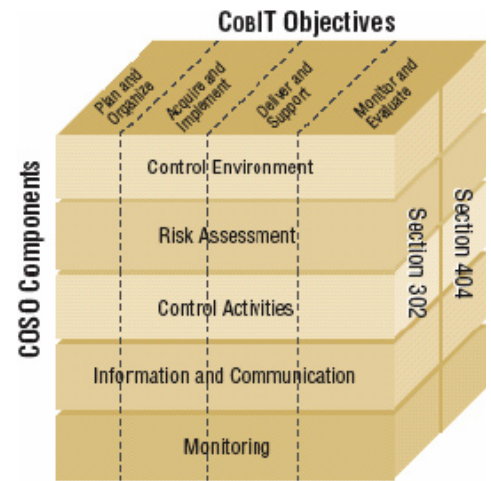 COBIT Objectives
Plan and
Organize
Acquire and
Implement
Deliver and
Support
Monitor and
Evaluate
COSO Components
Control Environment
Risk Assessment
Control Activities
Information and Communication
Monitoring
Section 302
Section 404